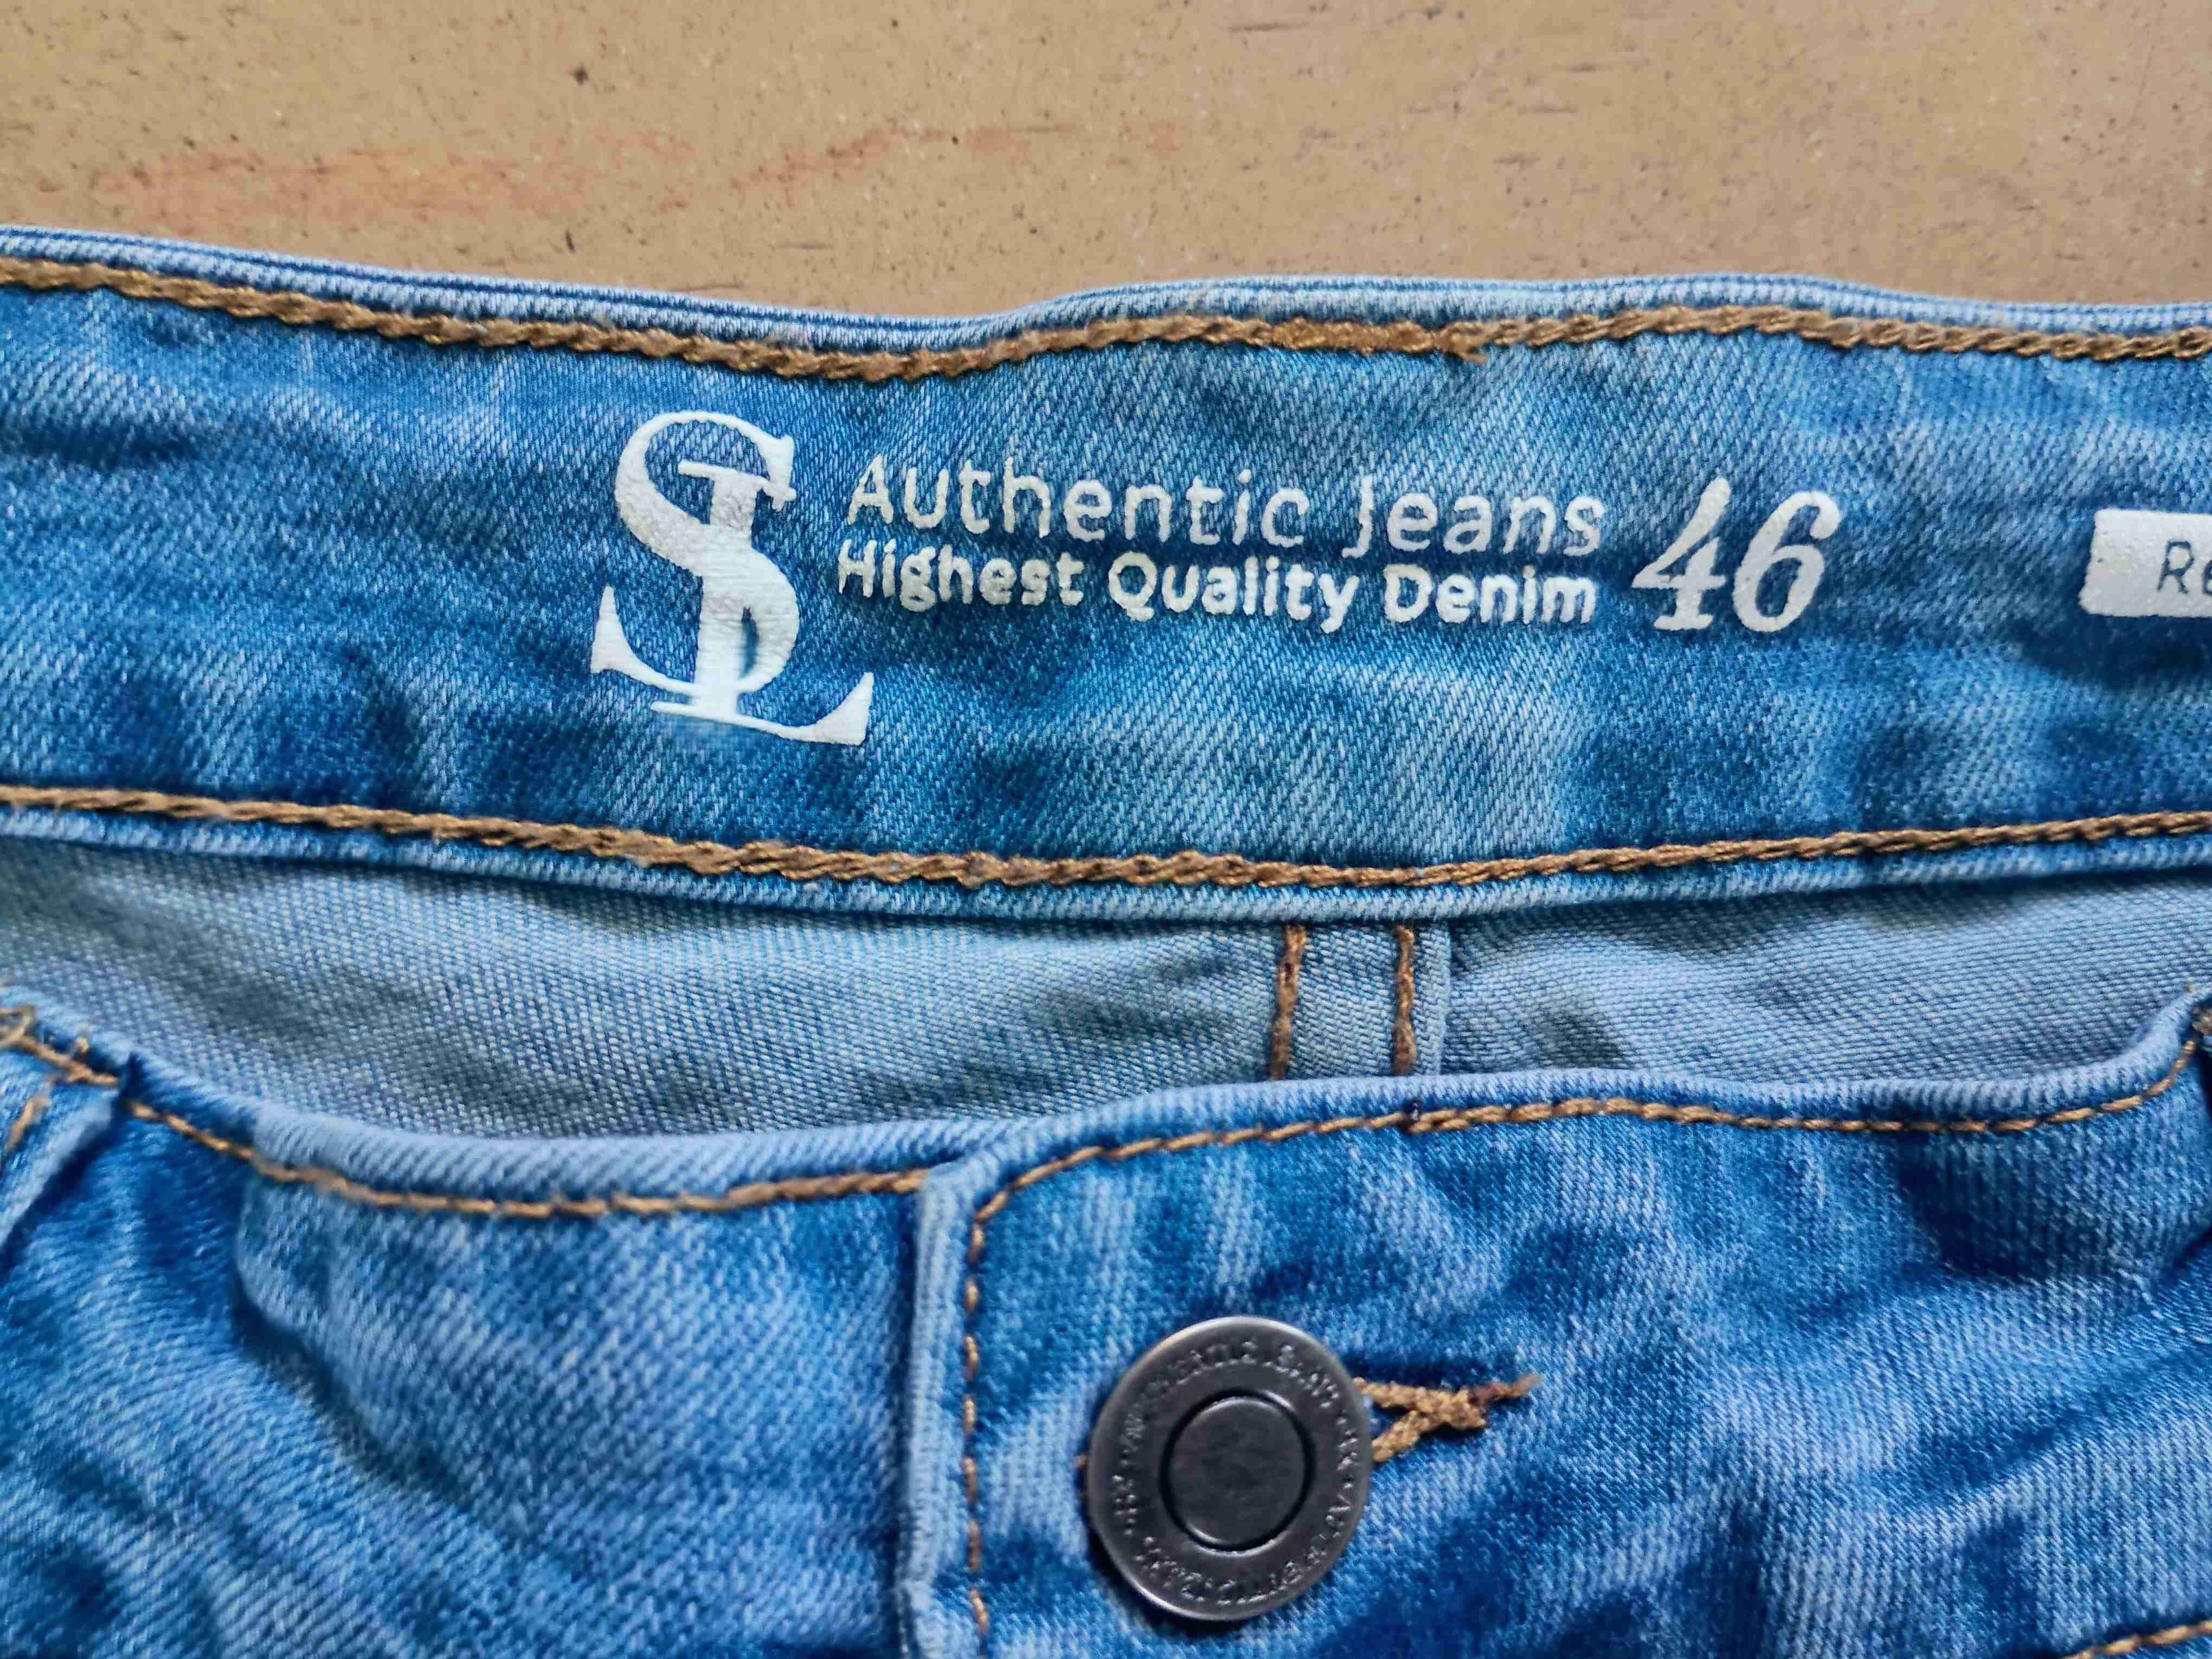 SL
Authentic Jeans
Highest Quality Denim
46